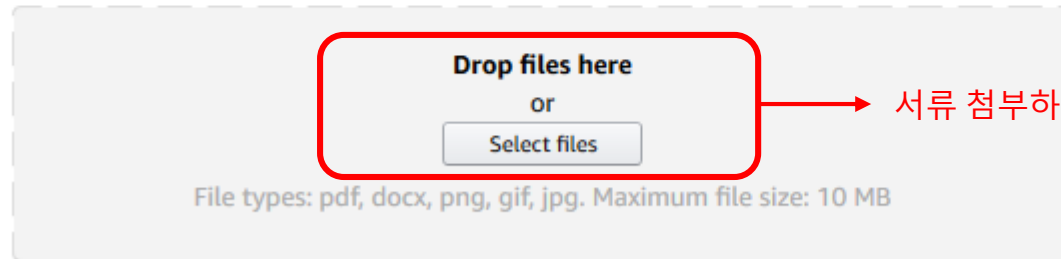 Drop files here
or
서류 첨부하
Select files
File types: pdf, docx, png, gif, jpg. Maximum file size: 10 MB